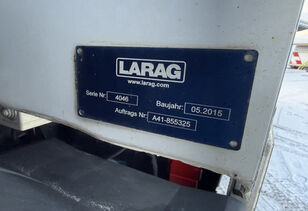 LARAG
www.larag.com
Serie Nr. 4046 Baujahr: 05.2015
Auftrags Nr. A41-855325